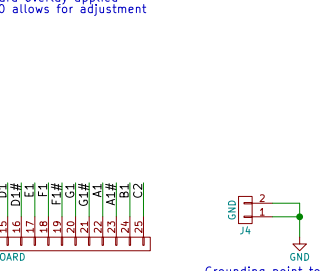 0 allows for adjustment
D1 D1# E1 F1 F1# G1 G1# A1 A1# B1 C2
15 16 17 18 19 20 21 22 23 24 25
OARD
GND
2
1
J4
GND
Grounding point to